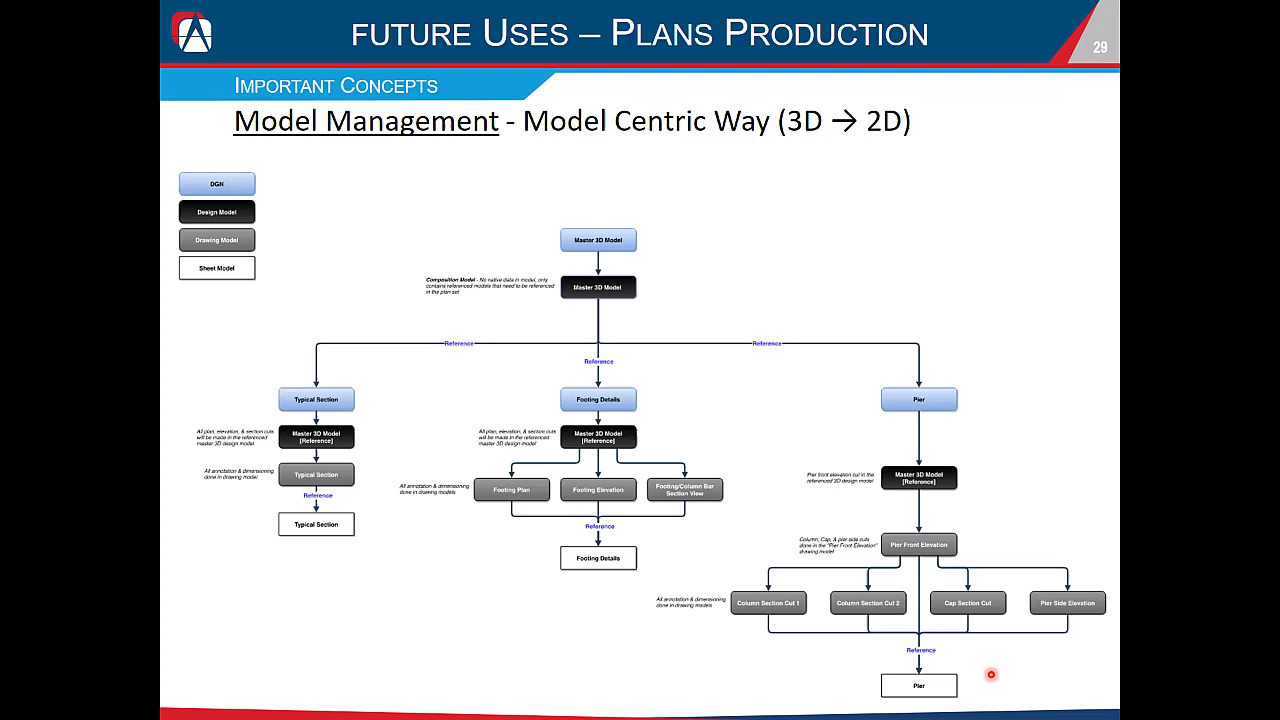 FUTURE USES – PLANS PRODUCTION
29
IMPORTANT CONCEPTS
Model Management - Model Centric Way (3D → 2D)
DGN
Design Model
Drawing Model
Sheet Model
Master 3D Model
Composition Model - No native data in model, only
contains referenced models that need to be referenced
in the plan set
Master 3D Model
Reference
Reference
Reference
Typical Section
All plan, elevation, & section cuts
will be made in the referenced
master 3D design model
Master 3D Model
[Reference]
All annotation & dimensioning
done in drawing model
Typical Section
Reference
Typical Section
Footing Details
All plan, elevation, & section cuts
will be made in the referenced
master 3D design model
Master 3D Model
[Reference]
All annotation & dimensioning
done in drawing models
Footing Plan
Footing Elevation
Footing/Column Bar
Section View
Reference
Footing Details
Pier
Pier front elevation cut in the
referenced 3D design model
Master 3D Model
[Reference]
Column, Cap, & pier side cuts
done in the "Pier Front Elevation"
drawing model
Pier Front Elevation
All annotation & dimensioning
done in drawing models
Column Section Cut 1
Column Section Cut 2
Cap Section Cut
Pier Side Elevation
Reference
Pier